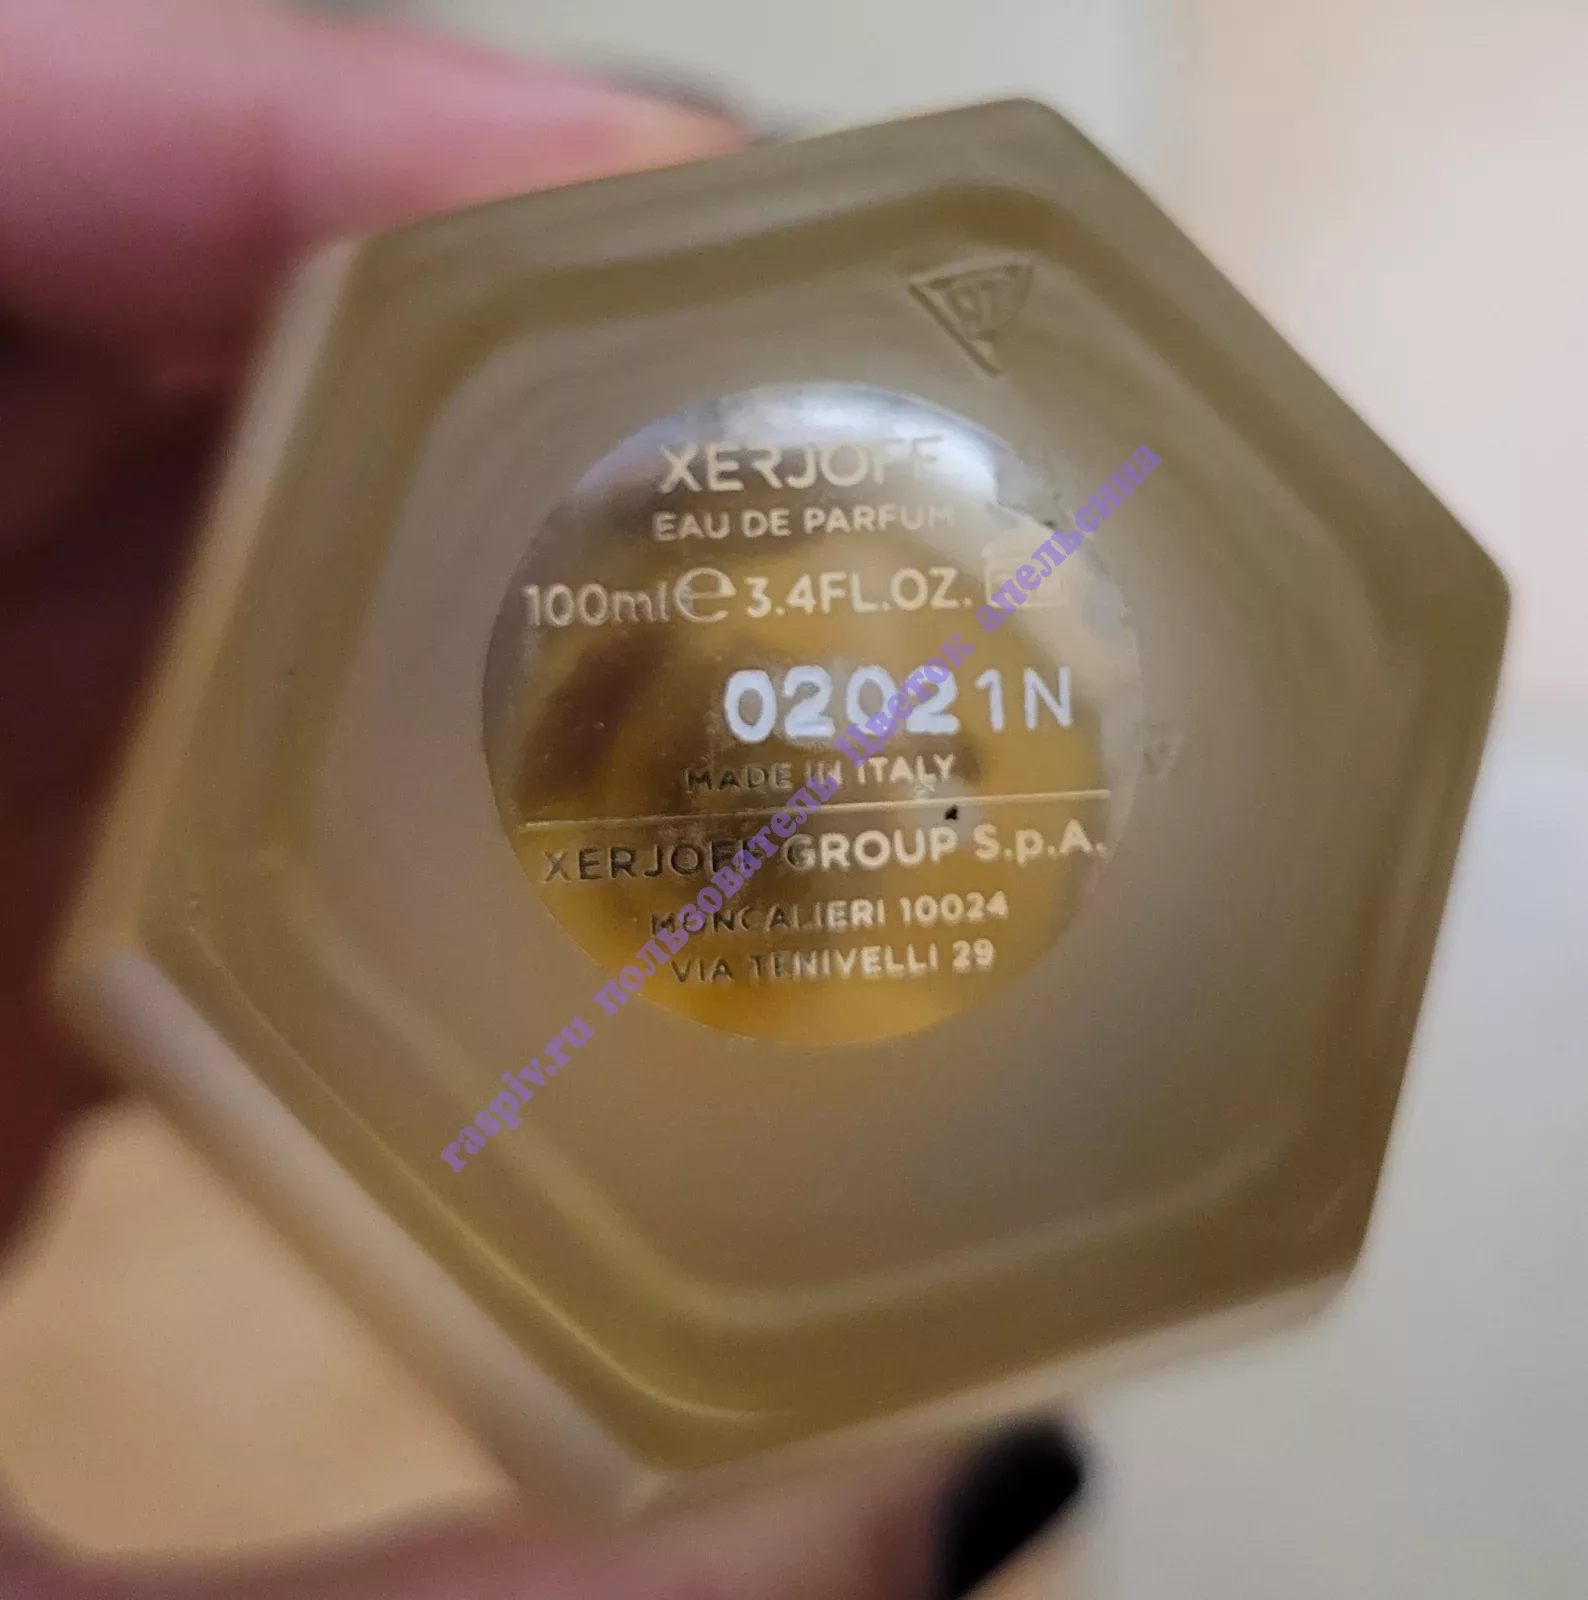 XERJOFF
EAU DE PARFUM
100ml e 3.4FL.OZ.
02021N
MADE IN ITALY
XERJOFF GROUP S.p.A.
MONCALIERI 10024
VIA TENIVELLI 29
raspiv.ru пользователь Цветок апельсина